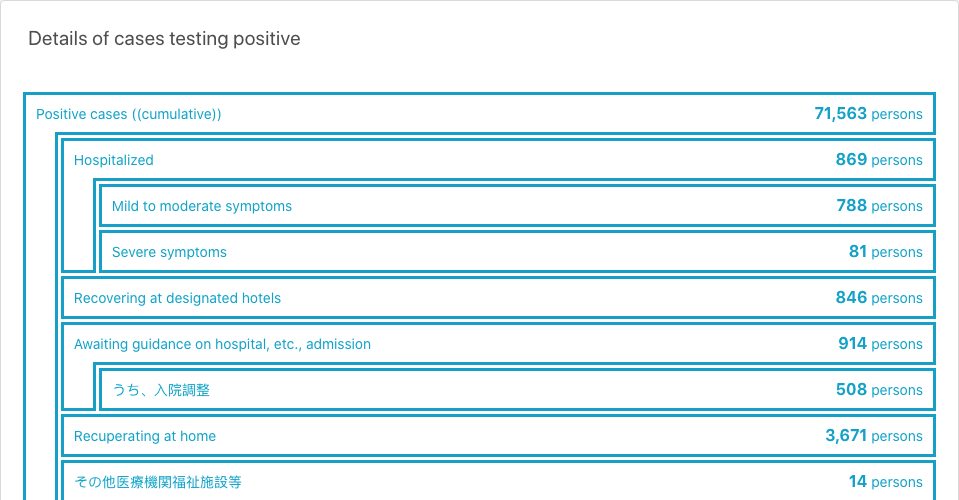 Details of cases testing positive
Positive cases ((cumulative)) 71,563 persons
Hospitalized 869 persons
Mild to moderate symptoms 788 persons
Severe symptoms 81 persons
Recovering at designated hotels 846 persons
Awaiting guidance on hospital, etc., admission 914 persons
うち、入院調整 508 persons
Recuperating at home 3,671 persons
その他医療機関福祉施設等 14 persons